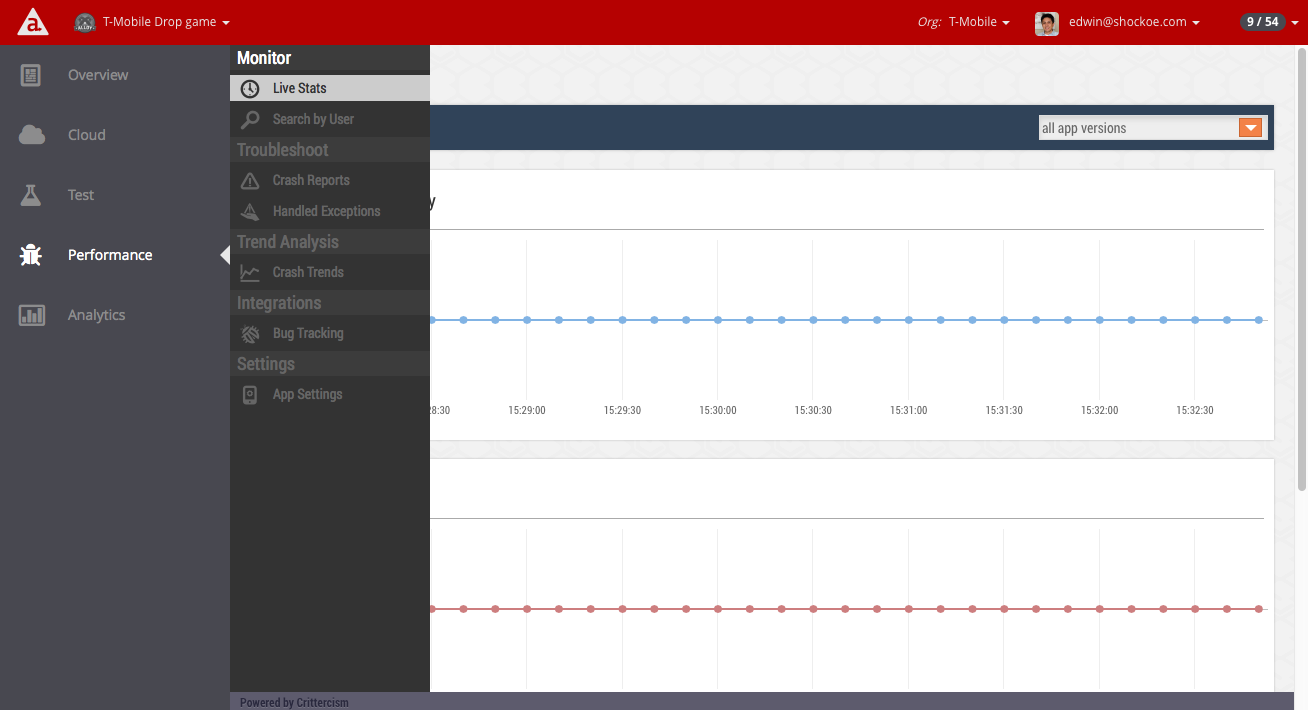 T-Mobile Drop game
Org: T-Mobile
edwin@shockoe.com
9 / 54
Overview
Cloud
Test
Performance
Analytics
Monitor
Live Stats
Search by User
Troubleshoot
Crash Reports
Handled Exceptions
Trend Analysis
Crash Trends
Integrations
Bug Tracking
Settings
App Settings
all app versions
y
28:30 15:29:00 15:29:30 15:30:00 15:30:30 15:31:00 15:31:30 15:32:00 15:32:30
Powered by Crittercism